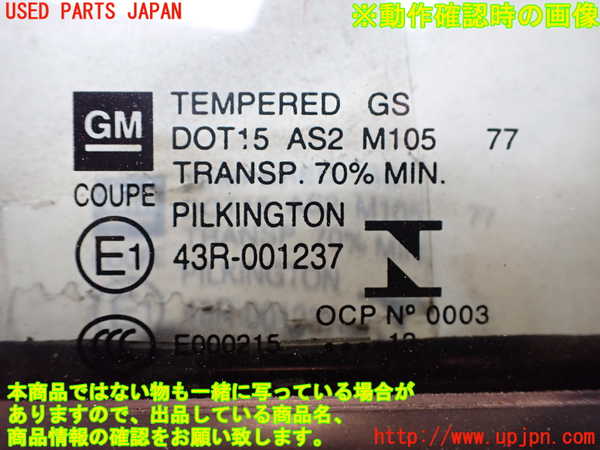 USED PARTS JAPAN
※動作確認時の画像
GM
TEMPERED GS
DOT15 AS2 M105 77
TRANSP. 70% MIN.
COUPE
PILKINGTON
E1
43R-001237
N
OCP Nº 0003
CCC
E000215
12
本商品ではない物も一緒に写っている場合が
ありますので、出品している商品名、
商品情報の確認をお願い致します。
http://www.upjpn.com